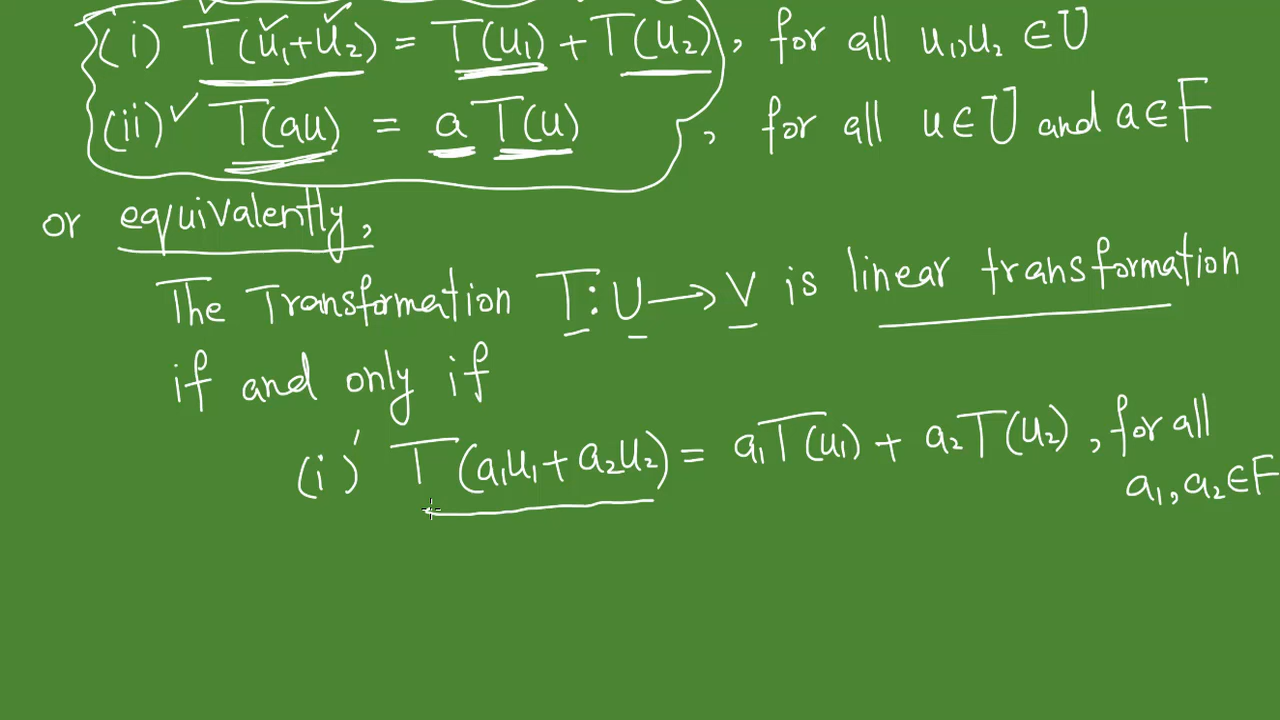 (i) T(u₁+u₂) = T(u₁) + T(u₂), for all u₁,u₂ ∈ U
(ii) T(au) = a T(u), for all u ∈ U and a ∈ F
or equivalently,
The Transformation T: U → V is linear transformation
if and only if
(i)' T(a₁u₁ + a₂u₂) = a₁T(u₁) + a₂T(u₂), for all
a₁, a₂ ∈ F